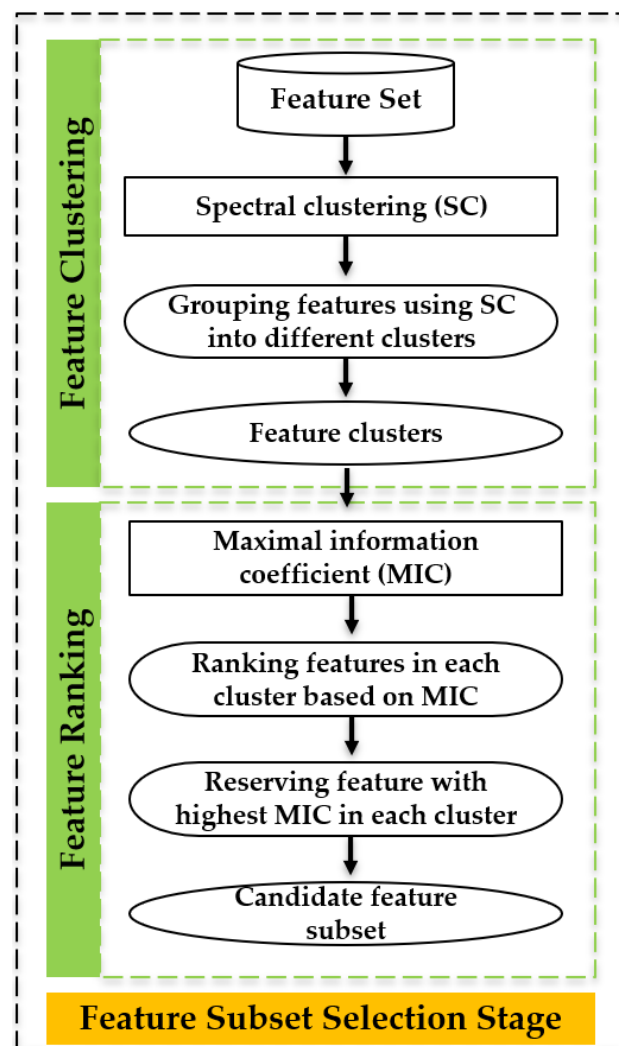 Feature Clustering
Feature Set
Spectral clustering (SC)
Grouping features using SC
into different clusters
Feature clusters
Feature Ranking
Maximal information
coefficient (MIC)
Ranking features in each
cluster based on MIC
Reserving feature with
highest MIC in each cluster
Candidate feature
subset
Feature Subset Selection Stage